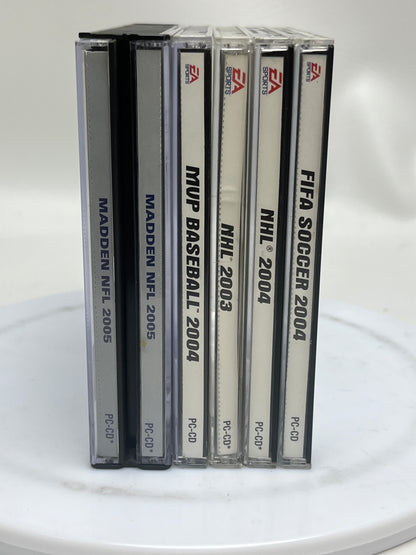 MADDEN NFL 2005
PC-CD*
MADDEN NFL 2005
PC-CD*
EA SPORTS
MVP BASEBALL™ 2004
PC-CD
EA SPORTS
NHL® 2003
PC-CD*
EA SPORTS
NHL® 2004
PC-CD*
EA SPORTS
FIFA SOCCER 2004
PC-CD